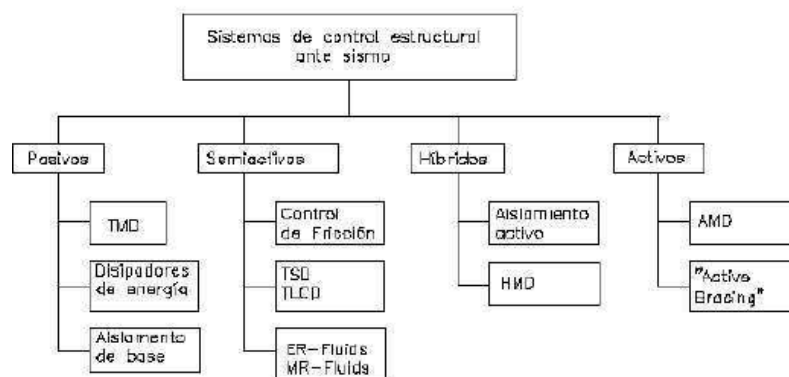 Sistemas de control estructural
ante sismo
Pasivos
Semiactivos
Híbridos
Activos
TMD
Control
de Fricción
Aislamiento
activo
AMD
Disipadores
de energía
TSD
TLCD
HMD
"Active
Bracing"
Aislamento
de base
ER-Fluids
MR-Fluids